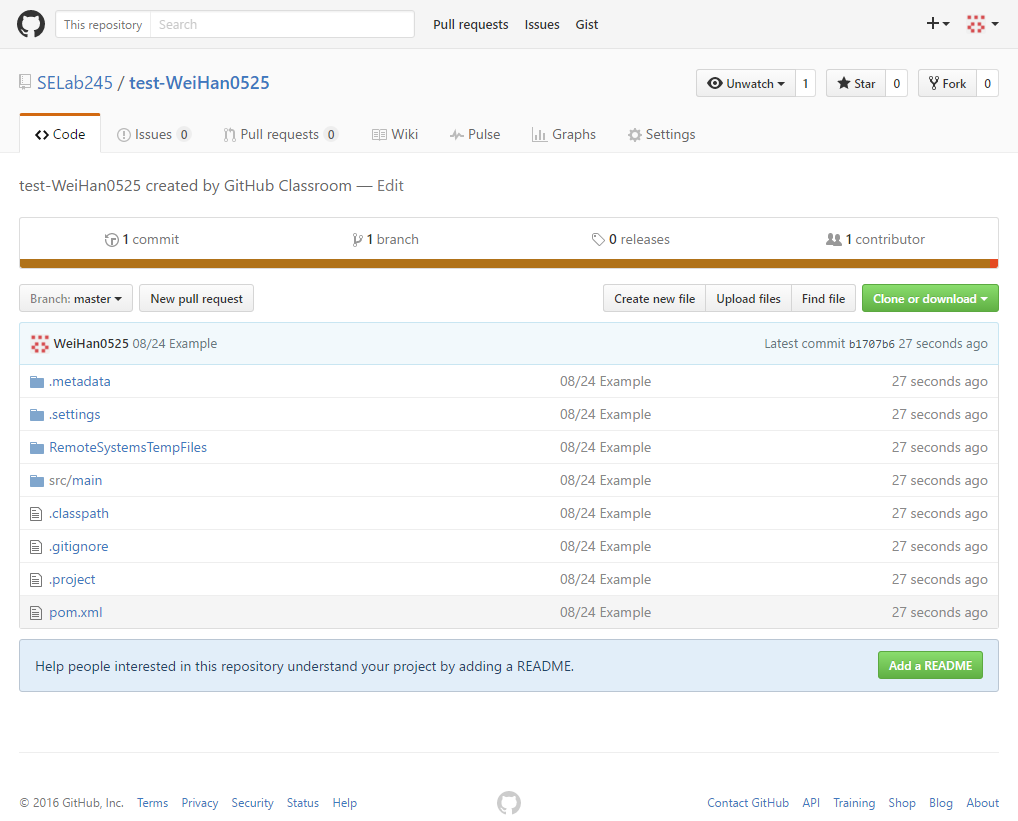 This repository Search Pull requests Issues Gist
SELab245 / test-WeiHan0525 Unwatch 1 Star 0 Fork 0
Code Issues 0 Pull requests 0 Wiki Pulse Graphs Settings
test-WeiHan0525 created by GitHub Classroom — Edit
1 commit 1 branch 0 releases 1 contributor
Branch: master New pull request Create new file Upload files Find file Clone or download
WeiHan0525 08/24 Example Latest commit b1707b6 27 seconds ago
.metadata 08/24 Example 27 seconds ago
.settings 08/24 Example 27 seconds ago
RemoteSystemsTempFiles 08/24 Example 27 seconds ago
src/main 08/24 Example 27 seconds ago
.classpath 08/24 Example 27 seconds ago
.gitignore 08/24 Example 27 seconds ago
.project 08/24 Example 27 seconds ago
pom.xml 08/24 Example 27 seconds ago
Help people interested in this repository understand your project by adding a README. Add a README
© 2016 GitHub, Inc. Terms Privacy Security Status Help Contact GitHub API Training Shop Blog About